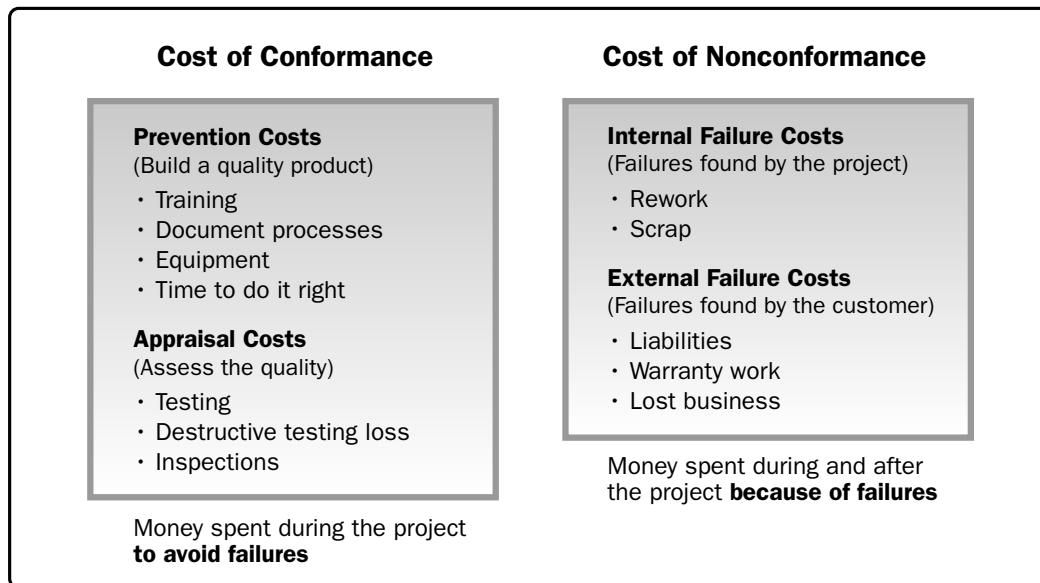 Cost of Conformance
Prevention Costs
(Build a quality product)
· Training
· Document processes
· Equipment
· Time to do it right
Appraisal Costs
(Assess the quality)
· Testing
· Destructive testing loss
· Inspections
Money spent during the project
to avoid failures
Cost of Nonconformance
Internal Failure Costs
(Failures found by the project)
· Rework
· Scrap
External Failure Costs
(Failures found by the customer)
· Liabilities
· Warranty work
· Lost business
Money spent during and after
the project because of failures